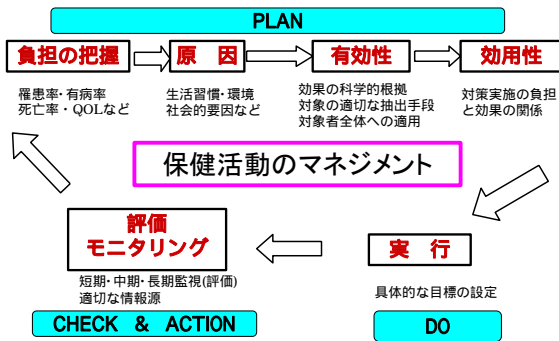 PLAN
負担の把握
原　因
有効性
効用性
罹患率・有病率
死亡率・QOLなど
生活習慣・環境
社会的要因など
効果の科学的根拠
対象の適切な抽出手段
対象者全体への適用
対策実施の負担
と効果の関係
保健活動のマネジメント
評価
モニタリング
実　行
短期・中期・長期監視(評価)
適切な情報源
具体的な目標の設定
CHECK & ACTION
DO